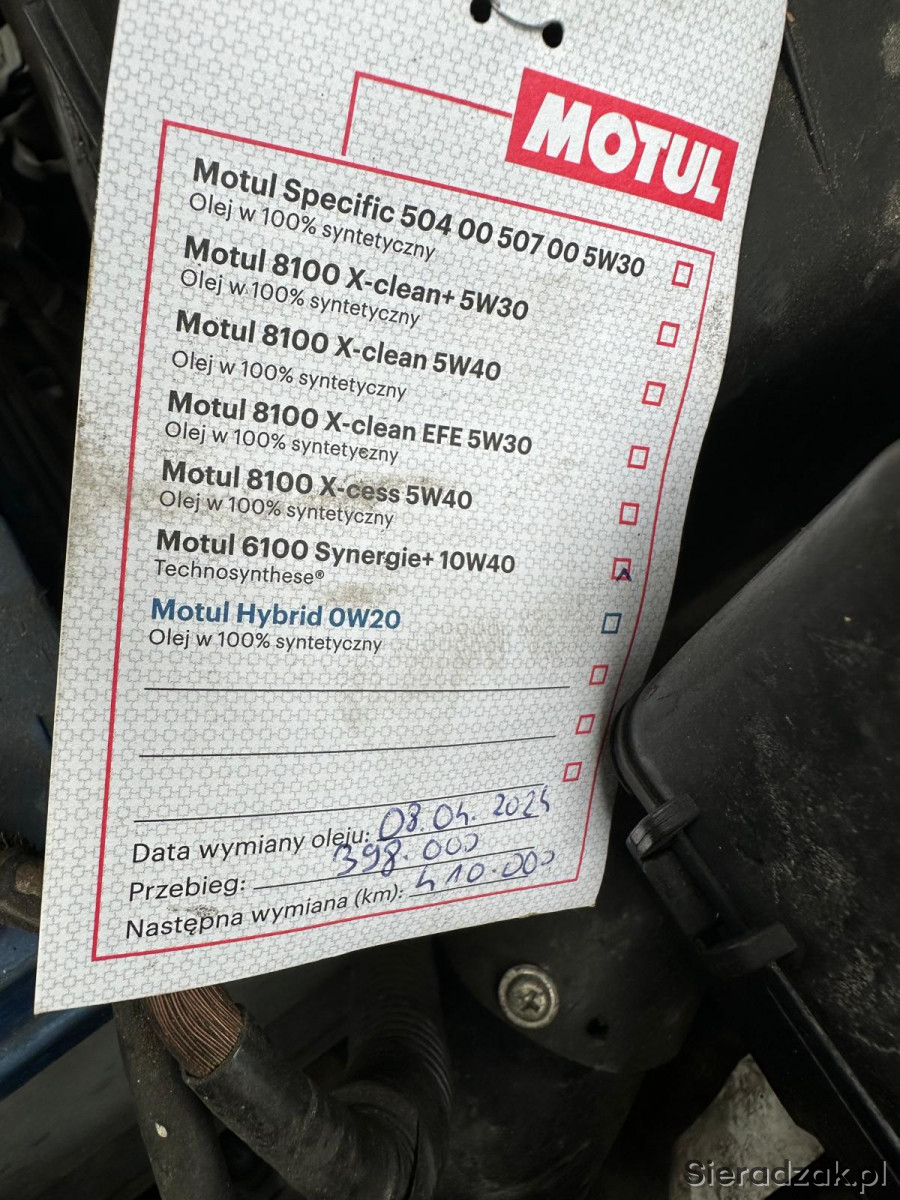 MOTUL
Motul Specific 504 00 507 00 5W30
Olej w 100% syntetyczny
Motul 8100 X-clean+ 5W30
Olej w 100% syntetyczny
Motul 8100 X-clean 5W40
Olej w 100% syntetyczny
Motul 8100 X-clean EFE 5W30
Olej w 100% syntetyczny
Motul 8100 X-cess 5W40
Olej w 100% syntetyczny
Motul 6100 Synergie+ 10W40
Technosynthese®
Motul Hybrid 0W20
Olej w 100% syntetyczny
Data wymiany oleju: 08.04.2024
Przebieg: 398.000
Następna wymiana (km): 410.000
Sieradzak.pl